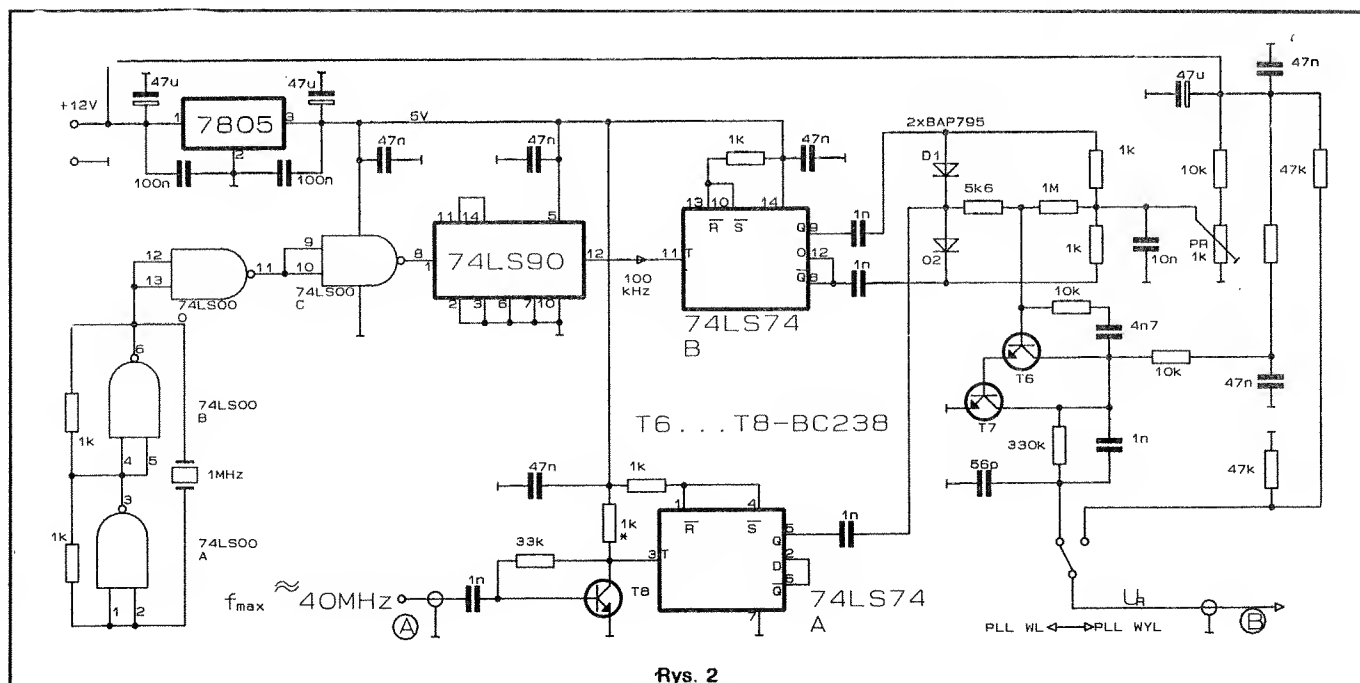 +12V
47u
7805
1
3
2
47u
100n
100n
5V
47n
47n
11
14
5
1
74LS90
12
2
3
6
7
10
100
kHz
12
13
11
74LS00
O
9
10
8
74LS00
C
6
74LS00
B
4
5
1k
1MHz
3
74LS00
A
1k
1
2
1k
47n
13
10
14
R
S
11
T
Q
9
O
12
Q
8
74LS74
B
1n
1n
2xBAP795
D1
O2
5k6
1M
1k
1k
10n
47u
47n
10k
PR
1k
47k
10k
4n7
T6
T7
10k
47n
330k
1n
56p
47k
T6...T8-BC238
47n
1k
1k
*
33k
1n
T8
fmax ≈ 40MHz
A
1
4
R
S
3
T
5
Q
2
D
6
Q
7
74LS74
A
1n
UR
B
PLL WL
PLL WYL
Rys. 2